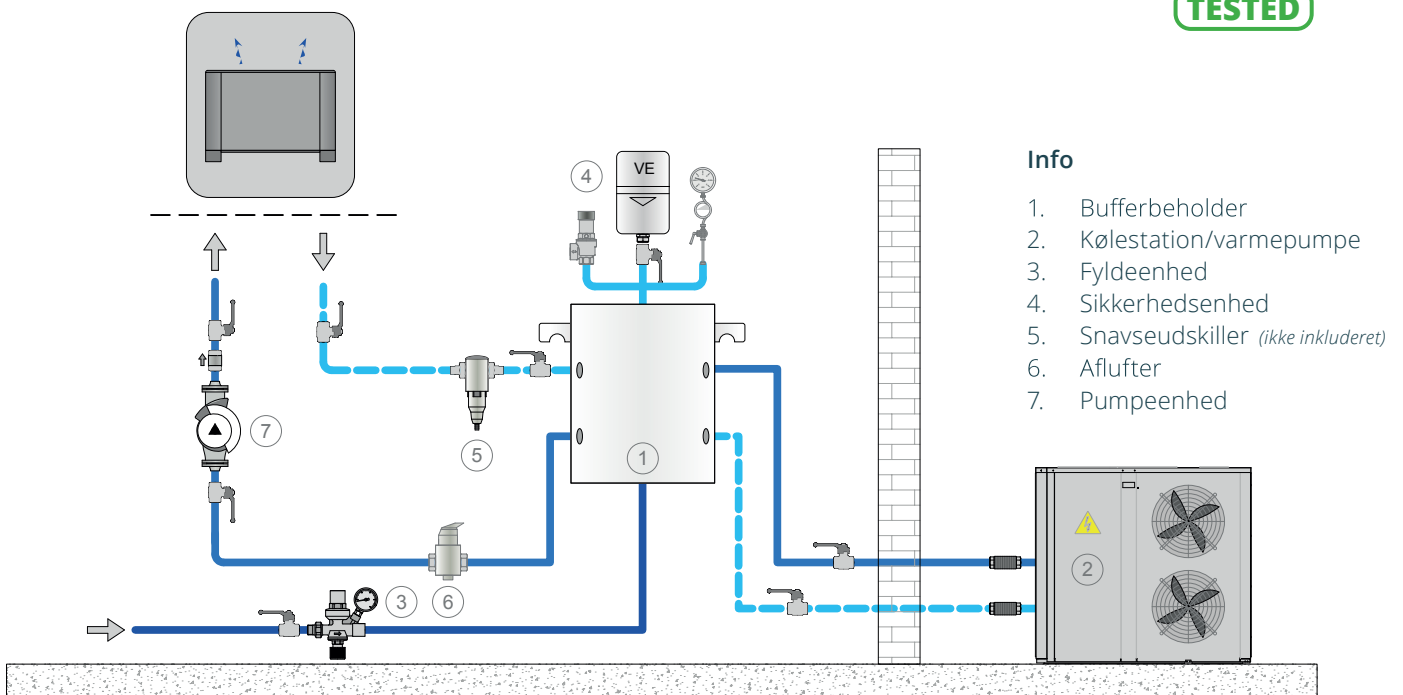 TESTED
VE
4
Info
1. Bufferbeholder
2. Kølestation/varmepumpe
3. Fyldeenhed
4. Sikkerhedsenhed
5. Snavseudskiller (ikke inkluderet)
6. Aflufter
7. Pumpeenhed
7
5
1
2
3
6